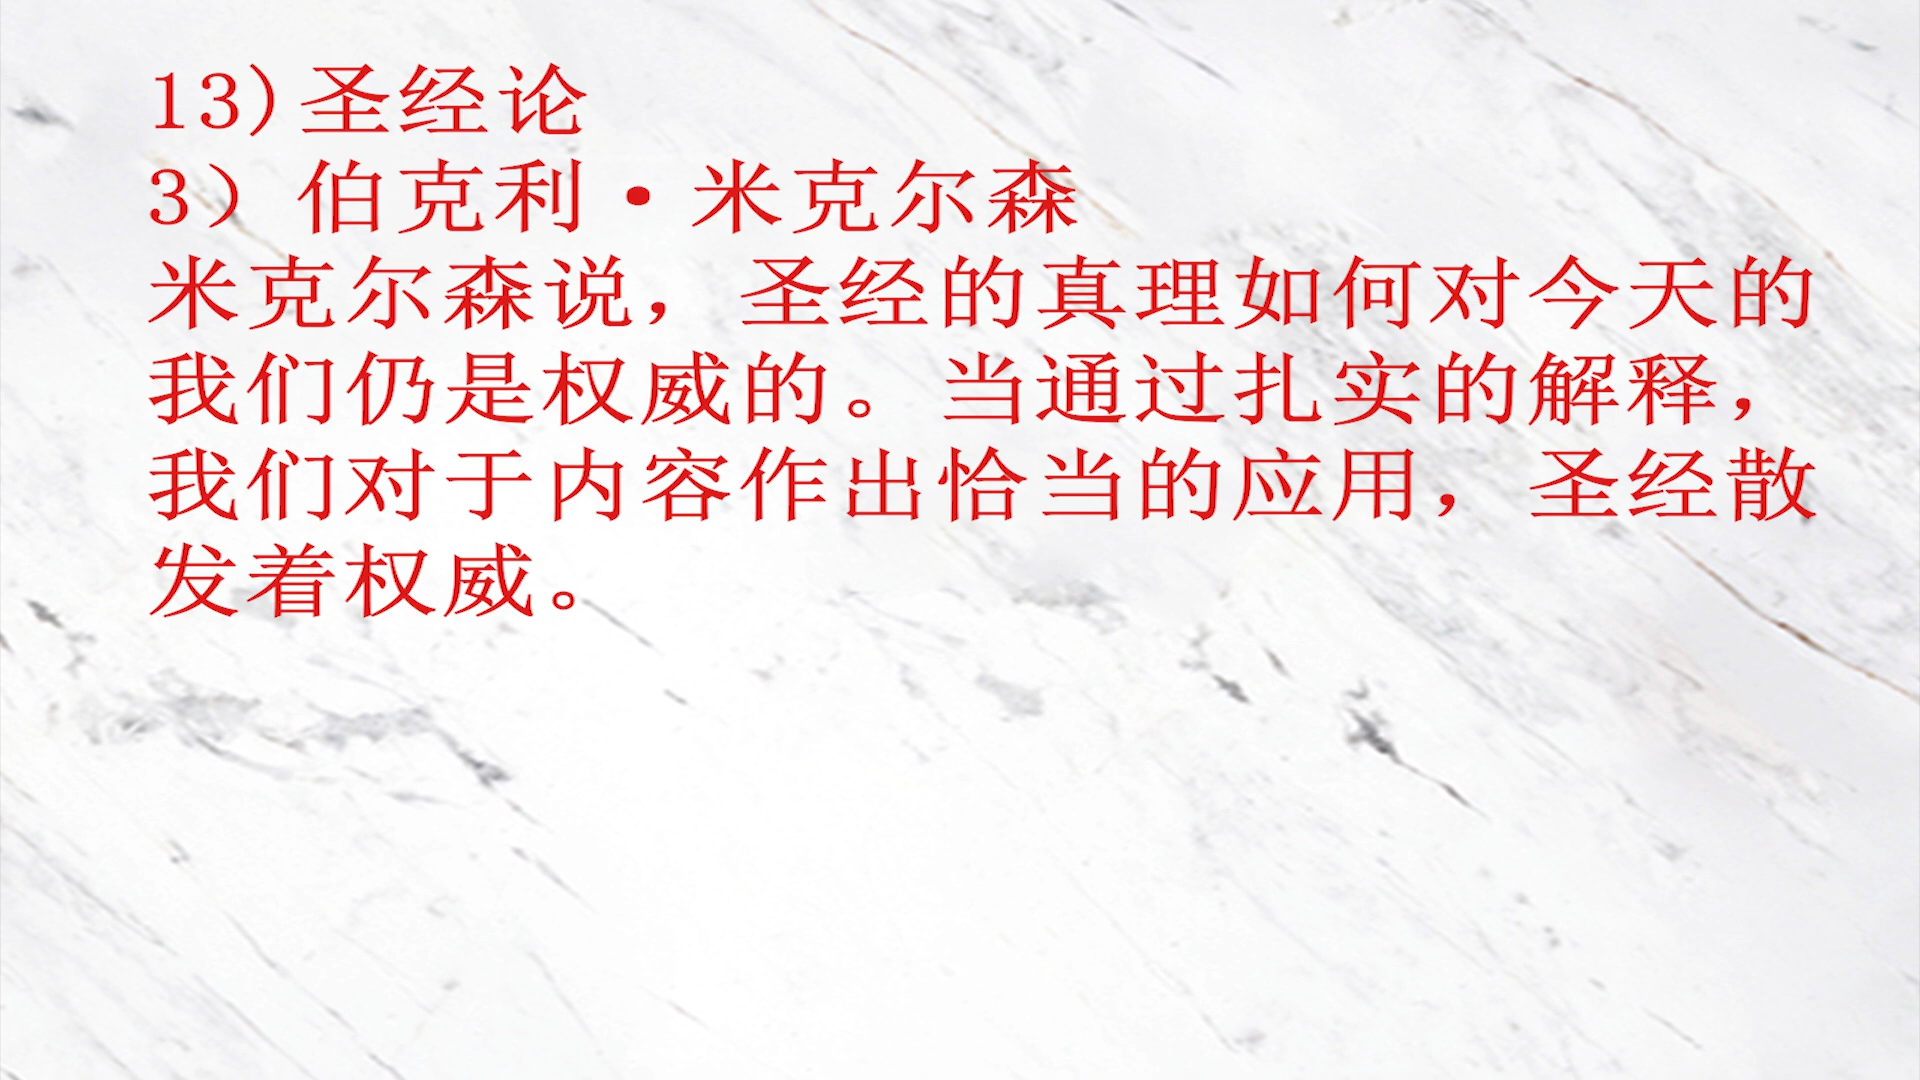 13)圣经论
3）伯克利·米克尔森
米克尔森说，圣经的真理如何对今天的
我们仍是权威的。当通过扎实的解释，
我们对于内容作出恰当的应用，圣经散
发着权威。